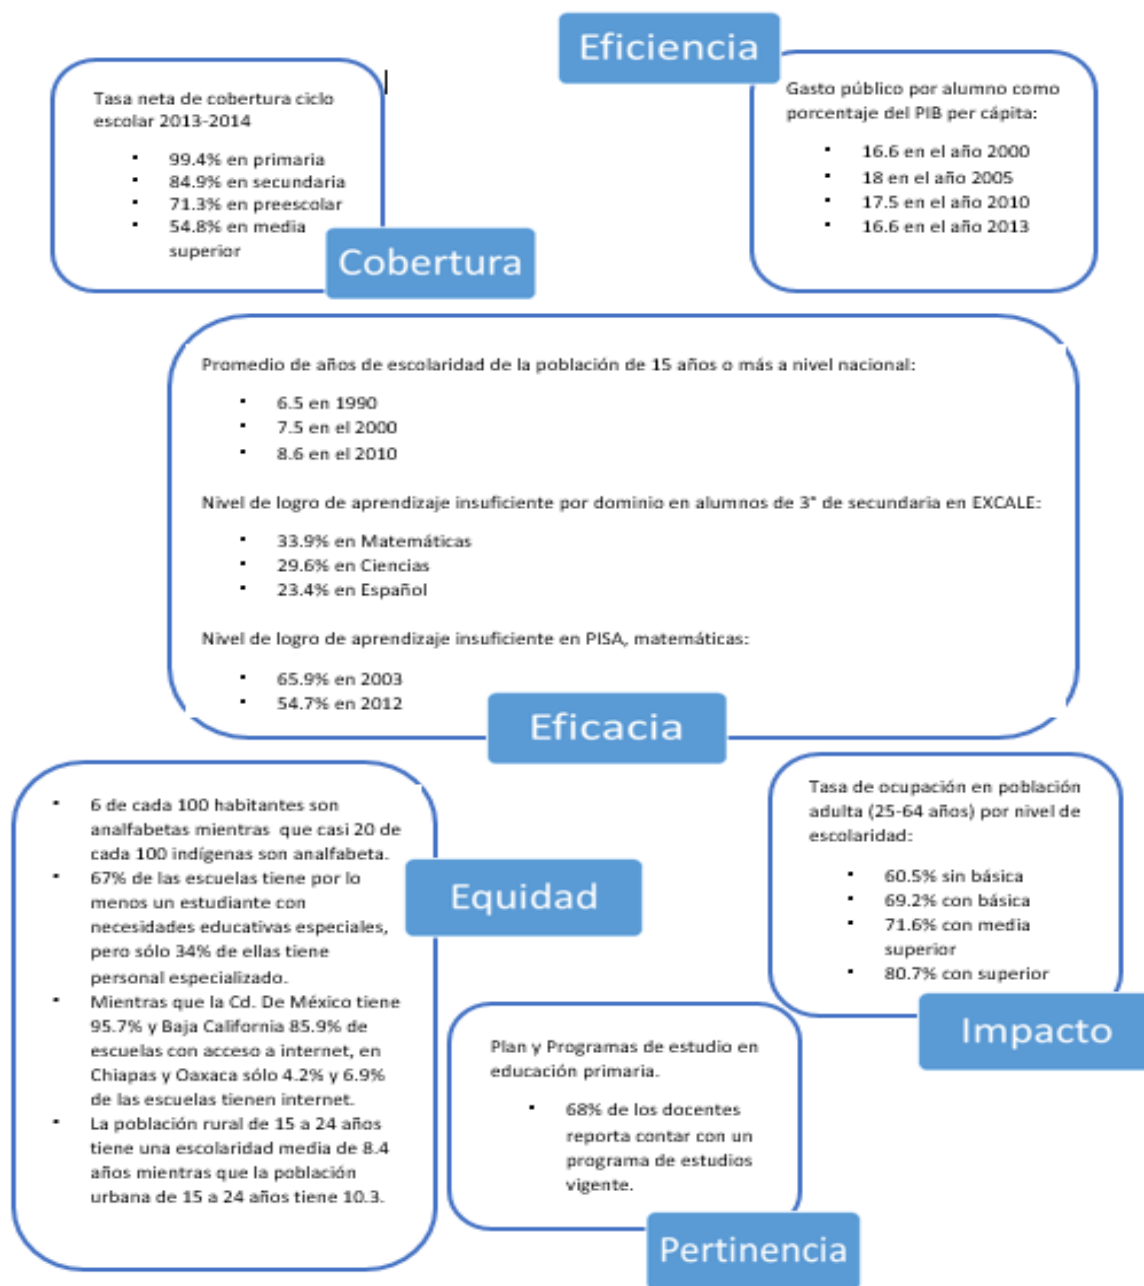 Eficiencia
Tasa neta de cobertura ciclo
escolar 2013-2014
▪ 99.4% en primaria
▪ 84.9% en secundaria
▪ 71.3% en preescolar
▪ 54.8% en media
superior
Cobertura
Gasto público por alumno como
porcentaje del PIB per cápita:
▪ 16.6 en el año 2000
▪ 18 en el año 2005
▪ 17.5 en el año 2010
▪ 16.6 en el año 2013
Promedio de años de escolaridad de la población de 15 años o más a nivel nacional:
▪ 6.5 en 1990
▪ 7.5 en el 2000
▪ 8.6 en el 2010
Nivel de logro de aprendizaje insuficiente por dominio en alumnos de 3° de secundaria en EXCALE:
▪ 33.9% en Matemáticas
▪ 29.6% en Ciencias
▪ 23.4% en Español
Nivel de logro de aprendizaje insuficiente en PISA, matemáticas:
▪ 65.9% en 2003
▪ 54.7% en 2012
Eficacia
▪ 6 de cada 100 habitantes son
analfabetas mientras que casi 20 de
cada 100 indígenas son analfabeta.
▪ 67% de las escuelas tiene por lo
menos un estudiante con
necesidades educativas especiales,
pero sólo 34% de ellas tiene
personal especializado.
▪ Mientras que la Cd. De México tiene
95.7% y Baja California 85.9% de
escuelas con acceso a internet, en
Chiapas y Oaxaca sólo 4.2% y 6.9%
de las escuelas tienen internet.
▪ La población rural de 15 a 24 años
tiene una escolaridad media de 8.4
años mientras que la población
urbana de 15 a 24 años tiene 10.3.
Equidad
Tasa de ocupación en población
adulta (25-64 años) por nivel de
escolaridad:
▪ 60.5% sin básica
▪ 69.2% con básica
▪ 71.6% con media
superior
▪ 80.7% con superior
Impacto
Plan y Programas de estudio en
educación primaria.
▪ 68% de los docentes
reporta contar con un
programa de estudios
vigente.
Pertinencia